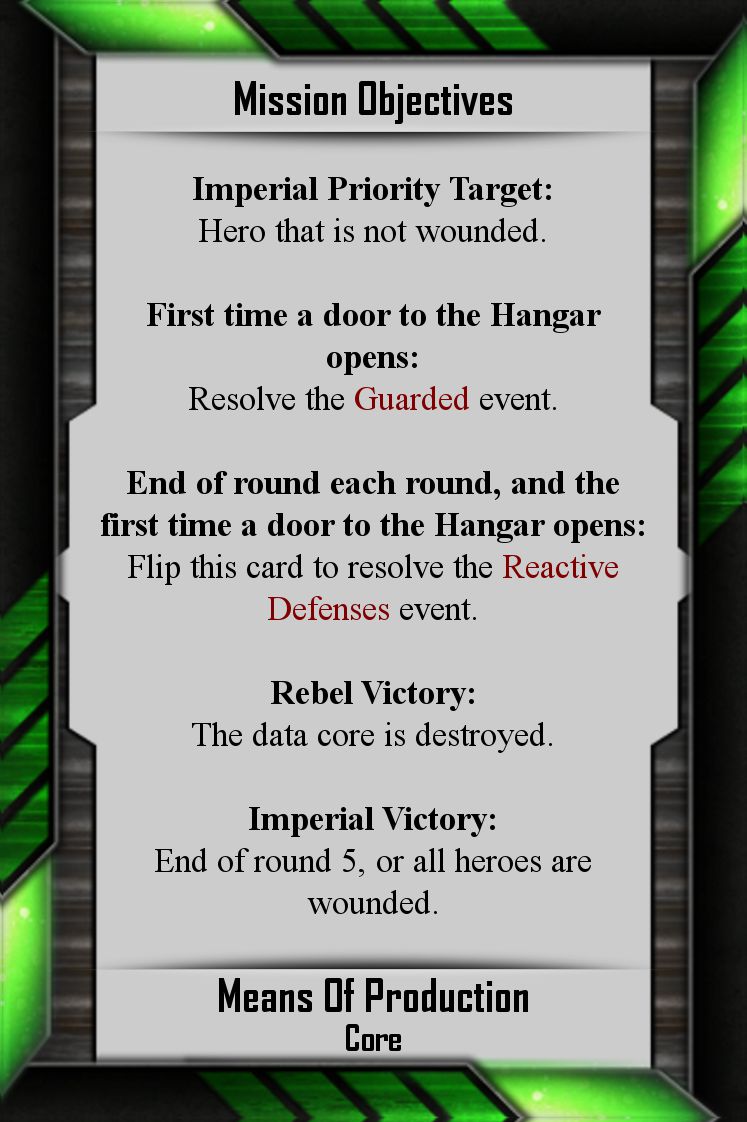 Mission Objectives
Imperial Priority Target:
Hero that is not wounded.
First time a door to the Hangar
opens:
Resolve the Guarded event.
End of round each round, and the
first time a door to the Hangar opens:
Flip this card to resolve the Reactive
Defenses event.
Rebel Victory:
The data core is destroyed.
Imperial Victory:
End of round 5, or all heroes are
wounded.
Means Of Production
Core